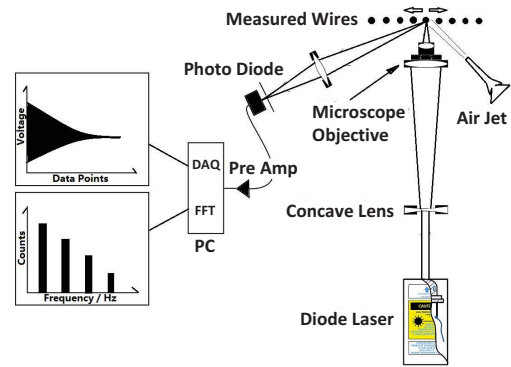 Measured Wires
Photo Diode
Microscope
Objective
Air Jet
Voltage
Data Points
DAQ
Pre Amp
FFT
PC
Counts
Frequency / Hz
Concave Lens
Diode Laser